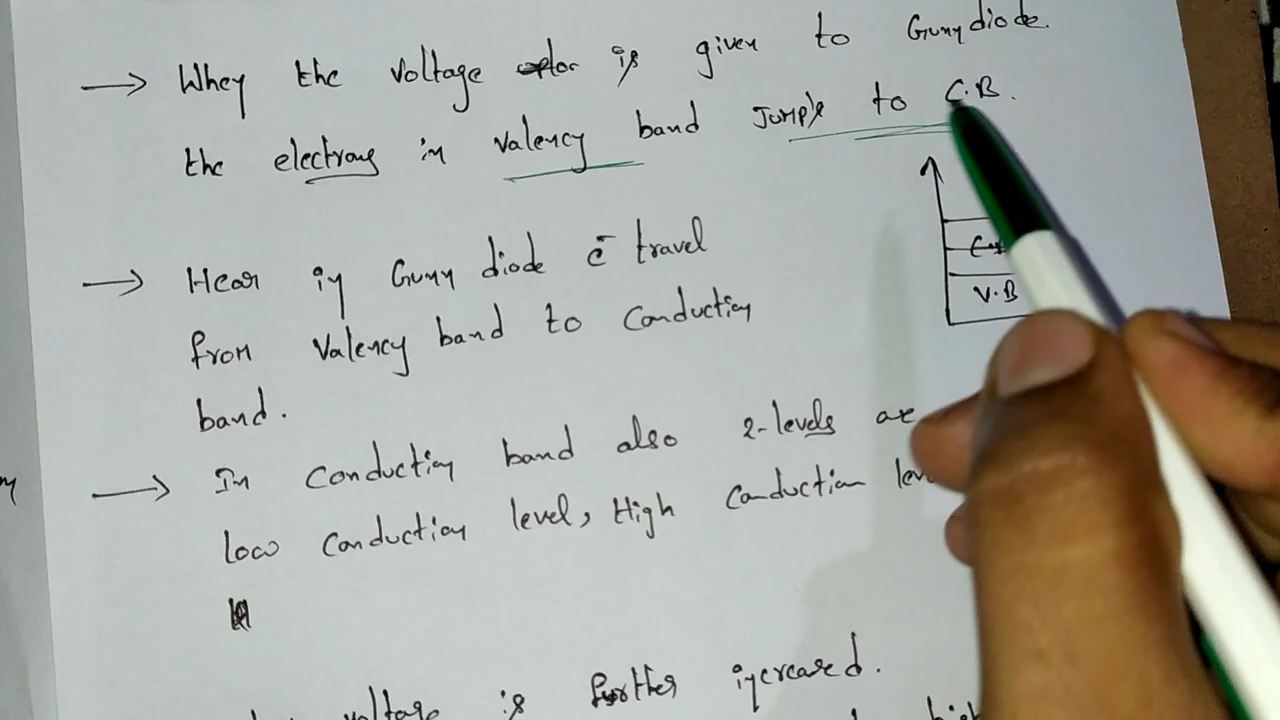 → Whey the voltage is given to Gunn diode.
the electrons in valency band Jumps to C.B.
V.B
→ Hear in Gunn diode e̅ travel
from valency band to conduction
band.
→ In conduction band also 2-levels are
low conduction level, High conduction
voltage is further increased.